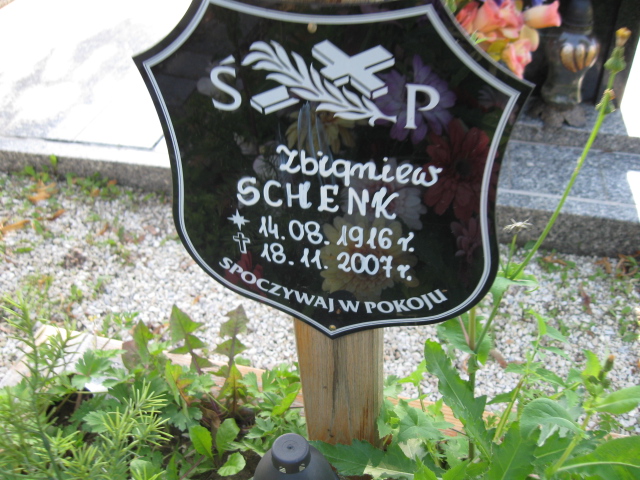 Ś P
Zbigniew
SCHENK
14.08.1916 r.
18.11.2007 r.
SPOCZYWAJ W POKOJU